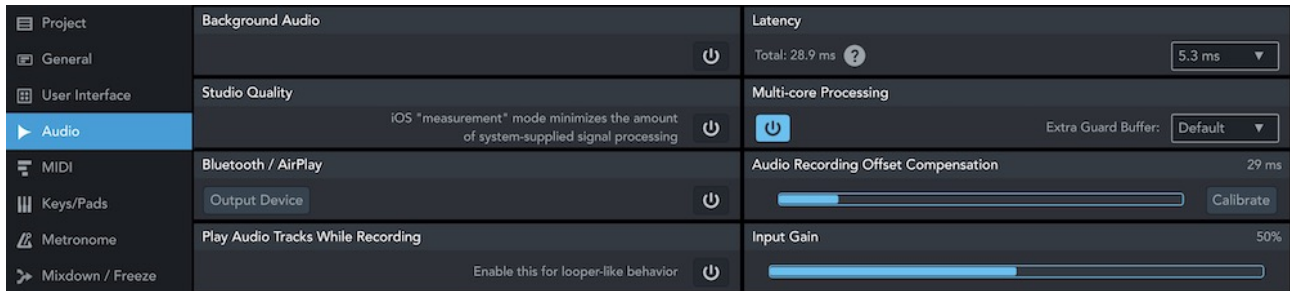 Project
General
User Interface
Audio
MIDI
Keys/Pads
Metronome
Mixdown / Freeze
Background Audio
Studio Quality
iOS "measurement" mode minimizes the amount
of system-supplied signal processing
Bluetooth / AirPlay
Output Device
Play Audio Tracks While Recording
Enable this for looper-like behavior
Latency
Total: 28.9 ms ?
5.3 ms
Multi-core Processing
Extra Guard Buffer: Default
Audio Recording Offset Compensation 29 ms
Calibrate
Input Gain 50%